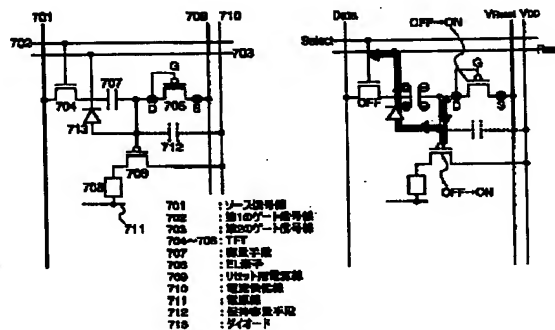 701
709
710
702
703
G
707
704
D
705
S
713
712
706
708
711
701 :ソース信号線
702 :第1のゲート信号線
703 :第2のゲート信号線
704~706 :TFT
707 :容量手段
708 :EL素子
709 :リセット用電源線
710 :電流供給線
711 :電源線
712 :保持容量手段
713 :ダイオード
Data
OFF→ON
VReset
VDD
Select
G
OFF
D
S
OFF→ON